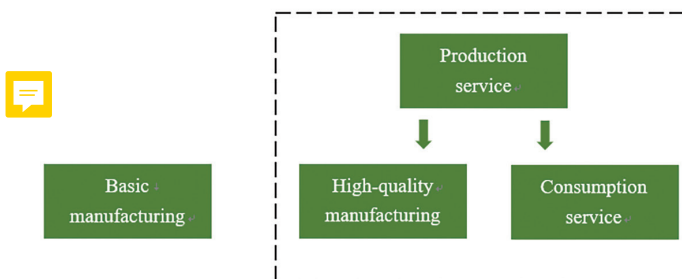 Production
service
Basic
manufacturing
High-quality
manufacturing
Consumption
service